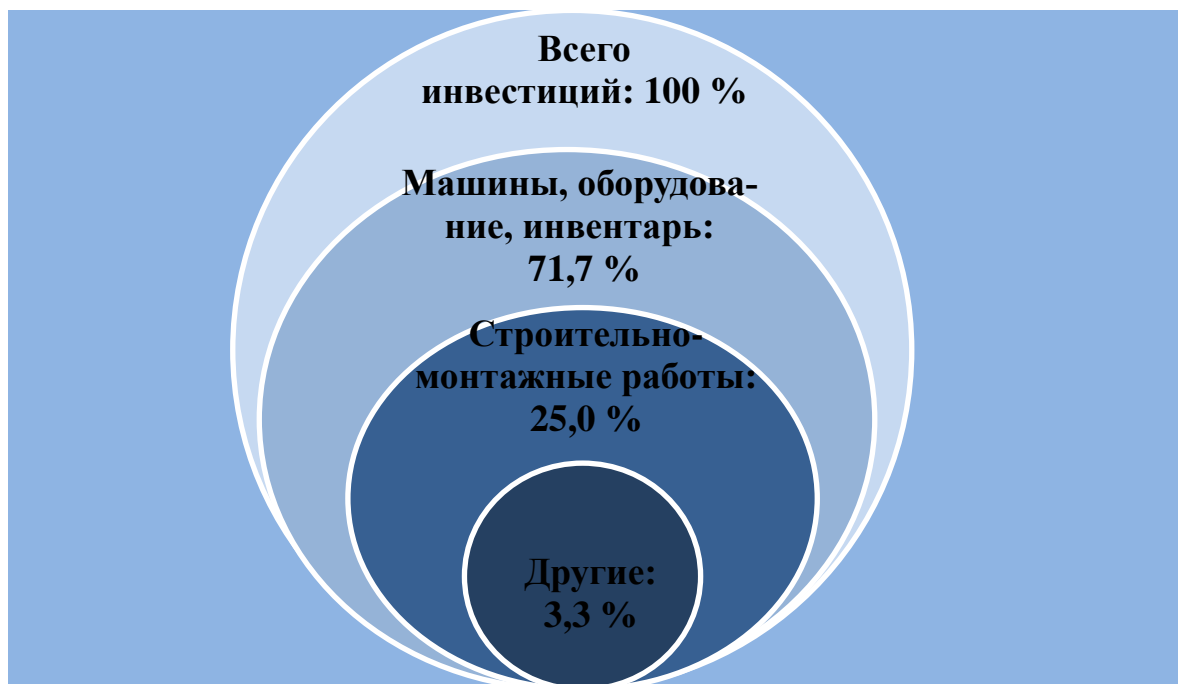 Всего
инвестиций: 100 %
Машины, оборудова-
ние, инвентарь:
71,7 %
Строительно-
монтажные работы:
25,0 %
Другие:
3,3 %